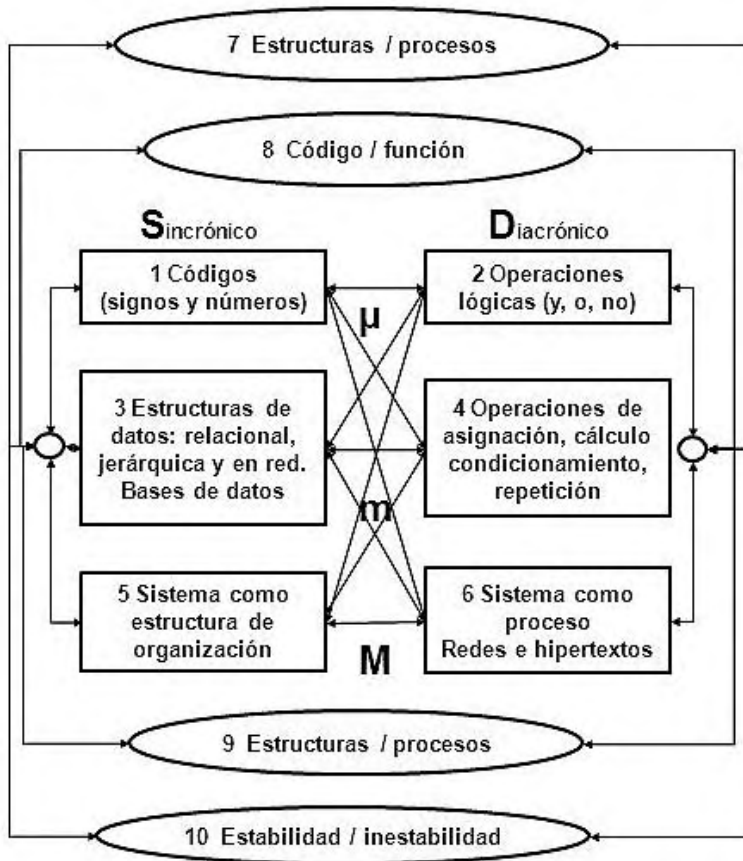 7 Estructuras / procesos
8 Código / función
Sincrónico
Diacrónico
1 Códigos
(signos y números)
2 Operaciones
lógicas (y, o, no)
µ
3 Estructuras de
datos: relacional,
jerárquica y en red.
Bases de datos
4 Operaciones de
asignación, cálculo
condicionamiento,
repetición
m
5 Sistema como
estructura de
organización
6 Sistema como
proceso
Redes e hipertextos
M
9 Estructuras / procesos
10 Estabilidad / inestabilidad